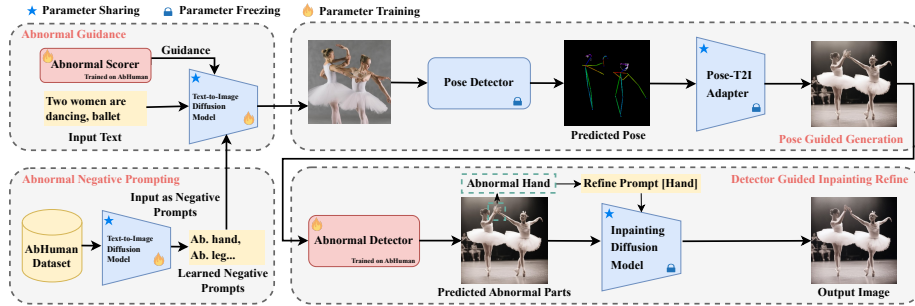 Parameter Sharing
Parameter Freezing
Parameter Training
Abnormal Guidance
Guidance
Abnormal Scorer
Trained on AbHuman
Two women are
dancing, ballet
Input Text
Text-to-Image
Diffusion
Model
Pose Detector
Predicted Pose
Pose-T2I
Adapter
Pose Guided Generation
Abnormal Negative Prompting
Input as Negative
Prompts
AbHuman
Dataset
Text-to-Image
Diffusion
Model
Ab. hand,
Ab. leg...
Learned Negative
Prompts
Detector Guided Inpainting Refine
Abnormal Hand
Refine Prompt [Hand]
Abnormal Detector
Trained on AbHuman
Predicted Abnormal Parts
Inpainting
Diffusion
Model
Output Image